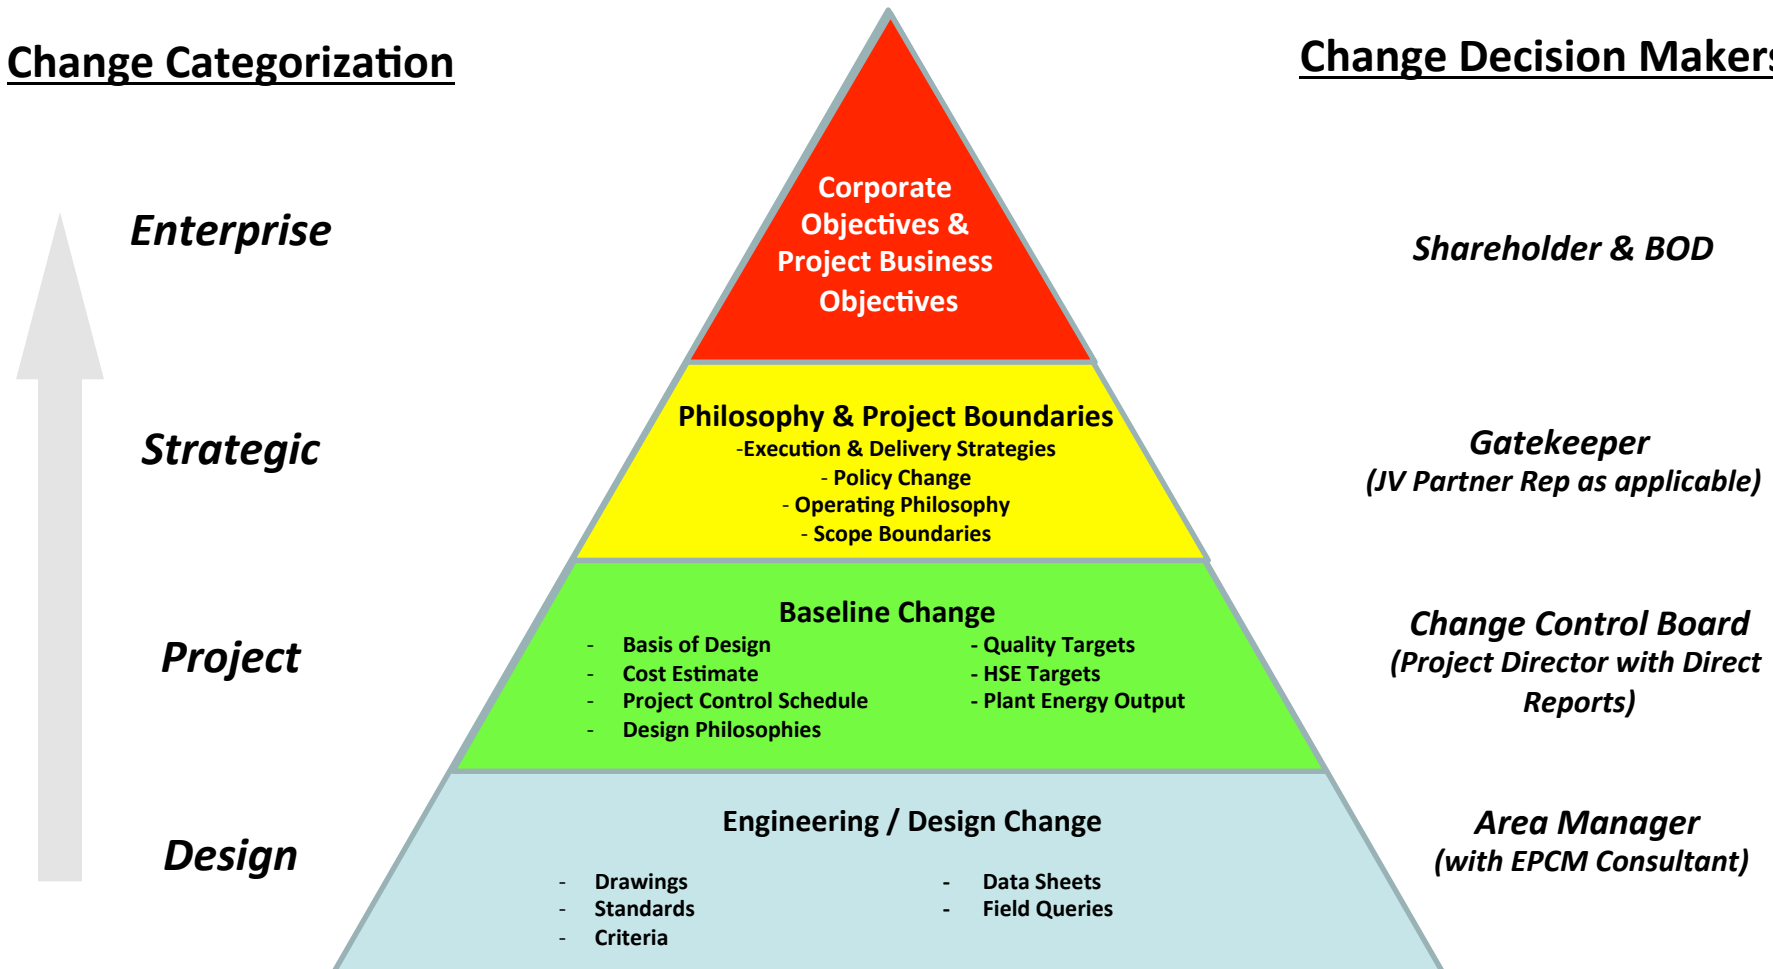 Change Categorization
Change Decision Makers
Enterprise
Corporate
Objectives &
Project Business
Objectives
Shareholder & BOD
Strategic
Philosophy & Project Boundaries
-Execution & Delivery Strategies
- Policy Change
- Operating Philosophy
- Scope Boundaries
Gatekeeper
(JV Partner Rep as applicable)
Project
Baseline Change
- Basis of Design
- Cost Estimate
- Project Control Schedule
- Design Philosophies
- Quality Targets
- HSE Targets
- Plant Energy Output
Change Control Board
(Project Director with Direct
Reports)
Design
Engineering / Design Change
- Drawings
- Standards
- Criteria
- Data Sheets
- Field Queries
Area Manager
(with EPCM Consultant)